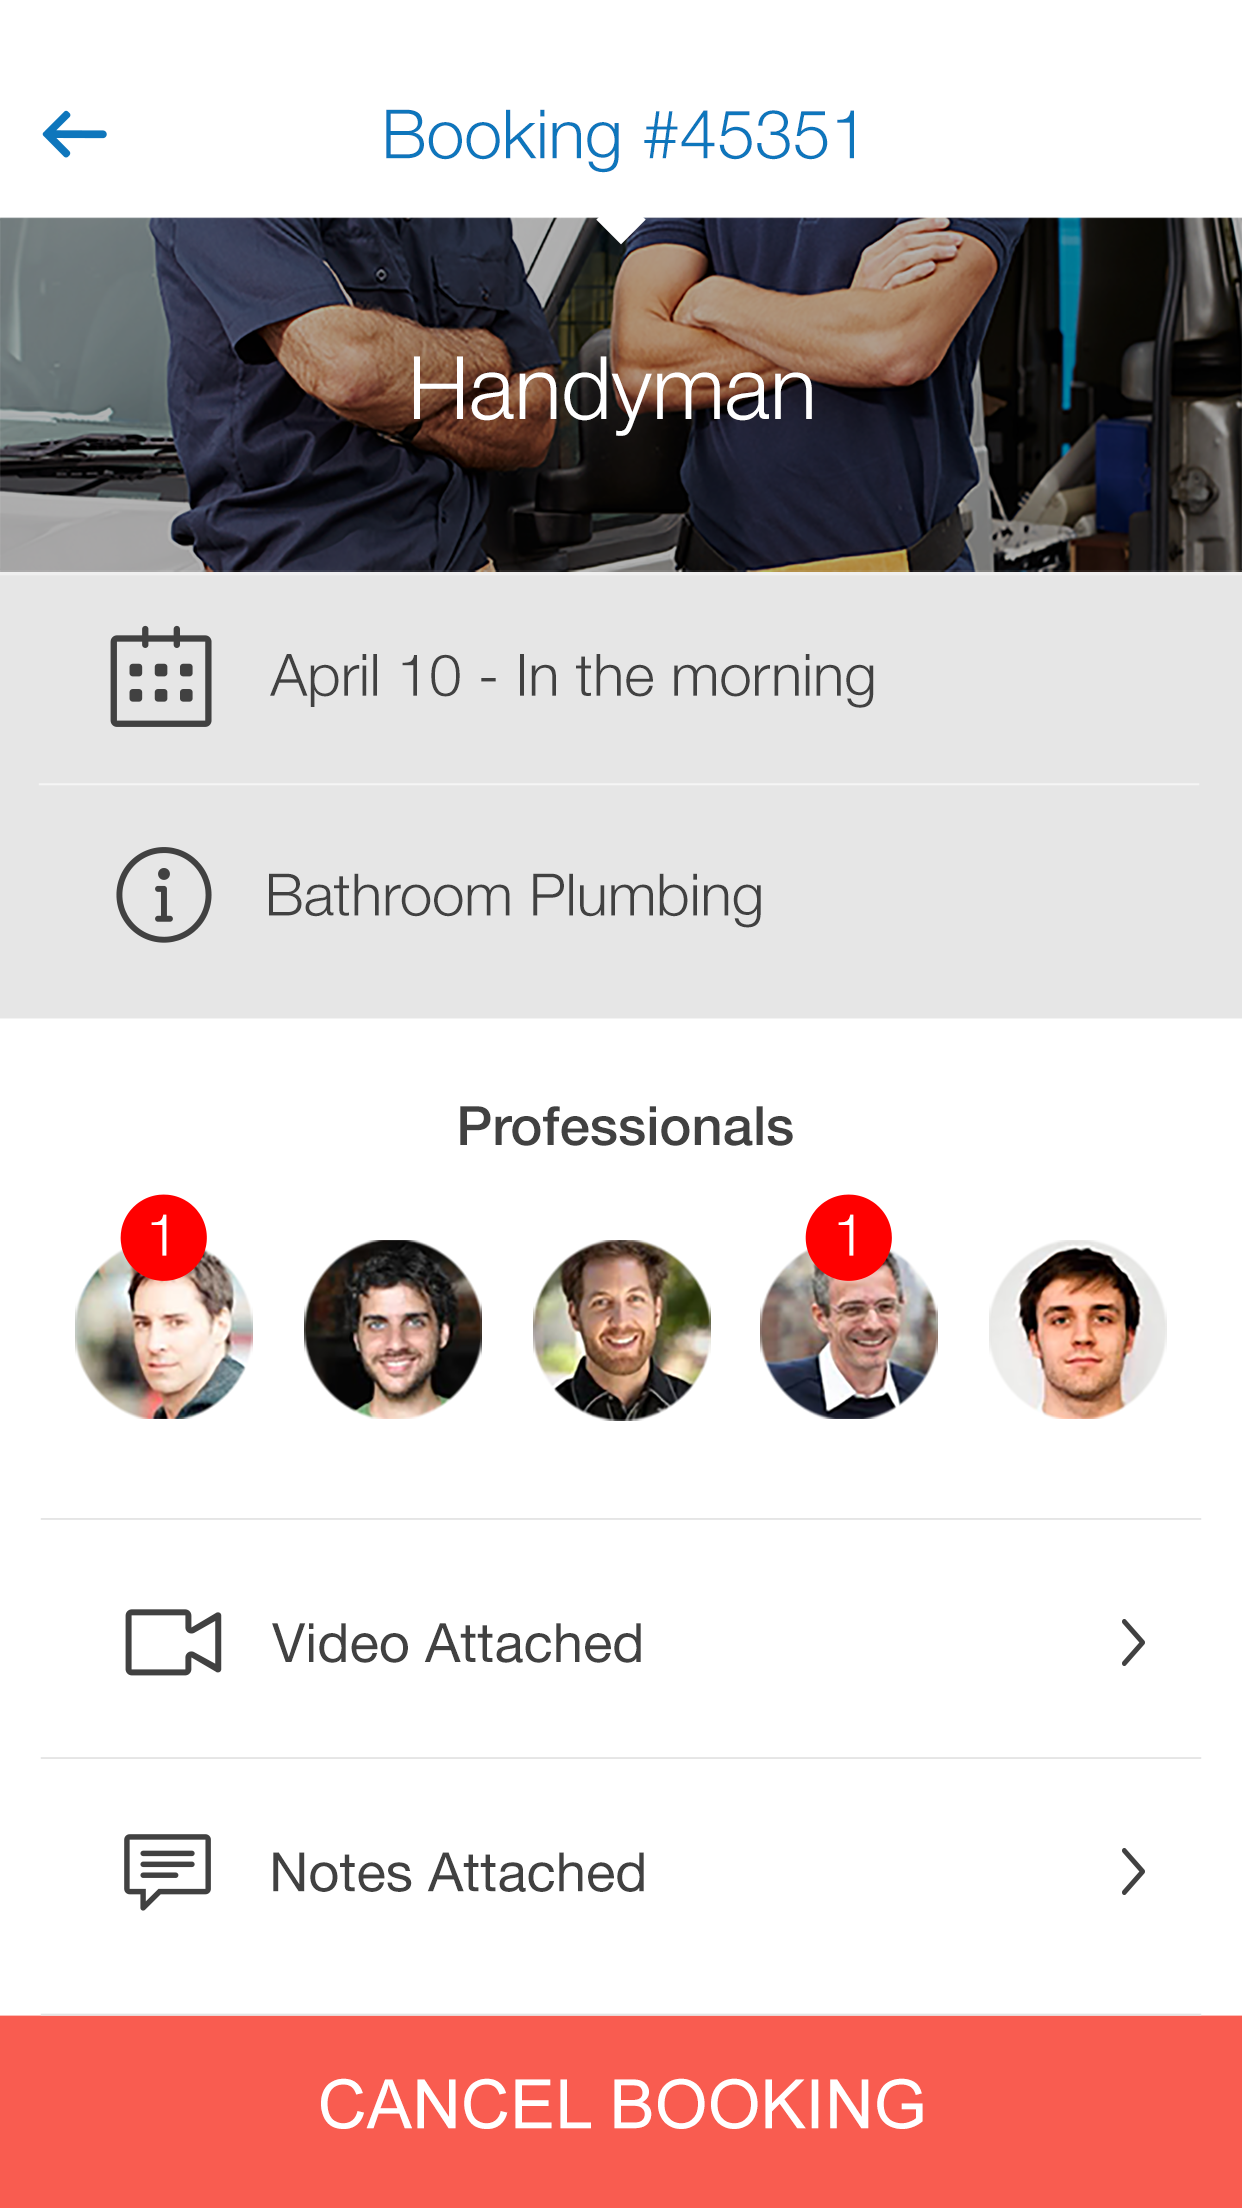 Booking #45351
Handyman
April 10 - In the morning
Bathroom Plumbing
Professionals
1
1
Video Attached
Notes Attached
CANCEL BOOKING